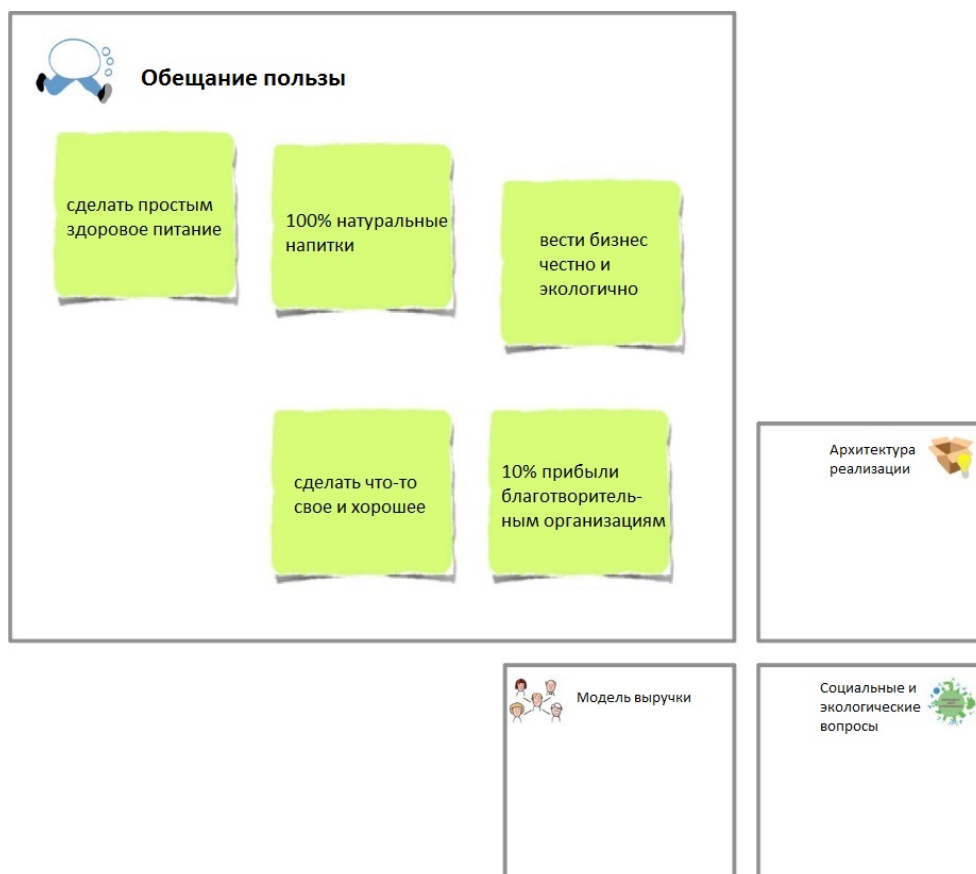 Обещание пользы
сделать простым
здоровое питание
100% натуральные
напитки
вести бизнес
честно и
экологично
сделать что-то
свое и хорошее
10% прибыли
благотворитель-
ным организациям
Архитектура
реализации
Модель выручки
Социальные и
экологические
вопросы